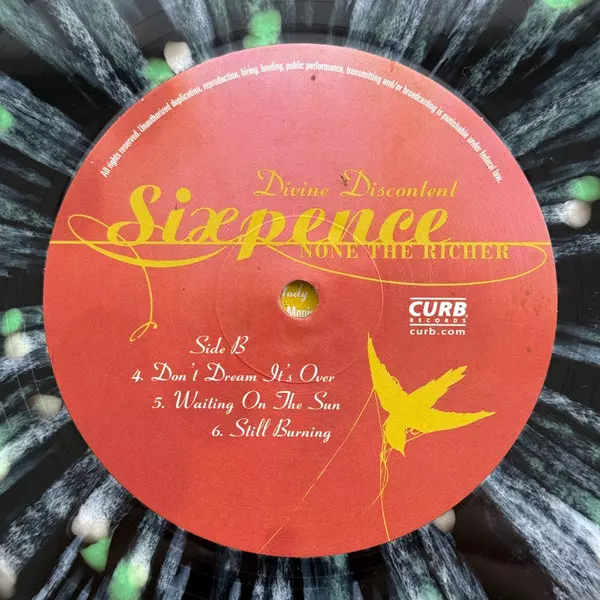 All rights reserved. Unauthorized duplication, reproduction, hiring, lending, public performance, transmitting and/or broadcasting is punishable under federal law.
Divine Discontent
Sixpence
NONE THE RICHER
CURB
RECORDS
curb.com
Side B
4. Don't Dream It's Over
5. Waiting On The Sun
6. Still Burning